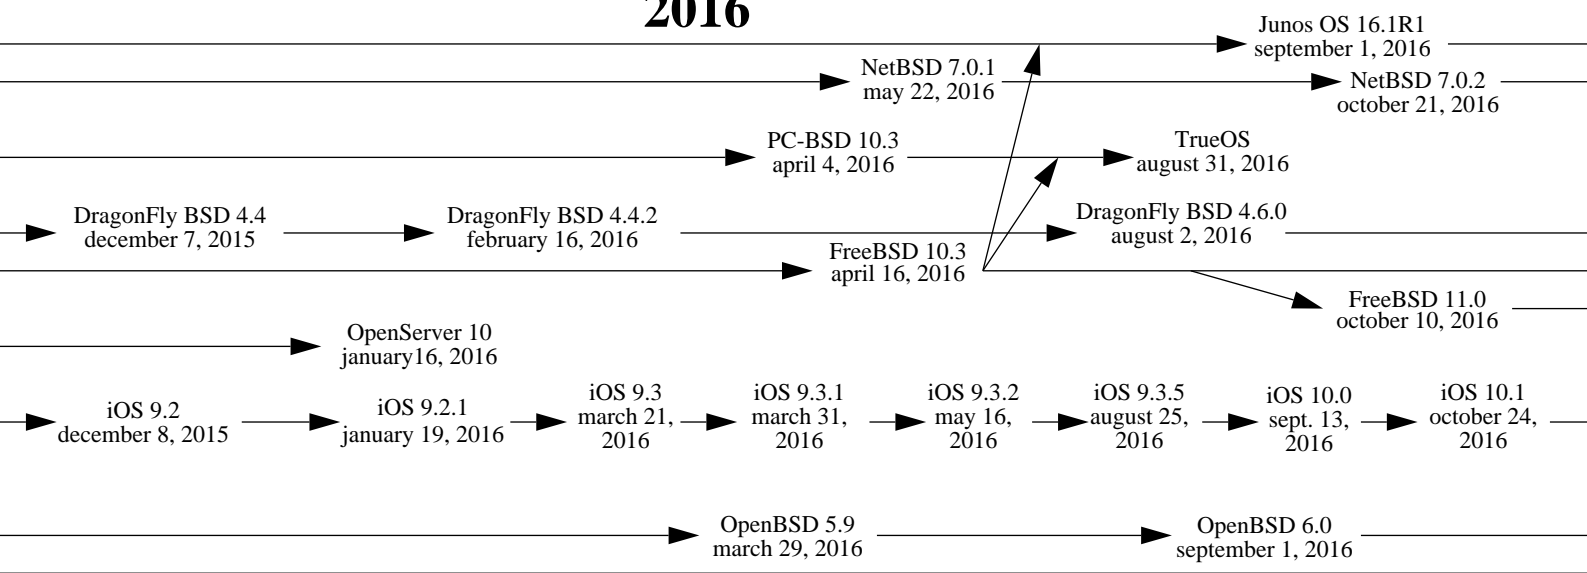 2016
Junos OS 16.1R1
september 1, 2016
NetBSD 7.0.1
may 22, 2016
NetBSD 7.0.2
october 21, 2016
PC-BSD 10.3
april 4, 2016
TrueOS
august 31, 2016
DragonFly BSD 4.4
december 7, 2015
DragonFly BSD 4.4.2
february 16, 2016
DragonFly BSD 4.6.0
august 2, 2016
FreeBSD 10.3
april 16, 2016
FreeBSD 11.0
october 10, 2016
OpenServer 10
january16, 2016
iOS 9.2
december 8, 2015
iOS 9.2.1
january 19, 2016
iOS 9.3
march 21,
2016
iOS 9.3.1
march 31,
2016
iOS 9.3.2
may 16,
2016
iOS 9.3.5
august 25,
2016
iOS 10.0
sept. 13,
2016
iOS 10.1
october 24,
2016
OpenBSD 5.9
march 29, 2016
OpenBSD 6.0
september 1, 2016